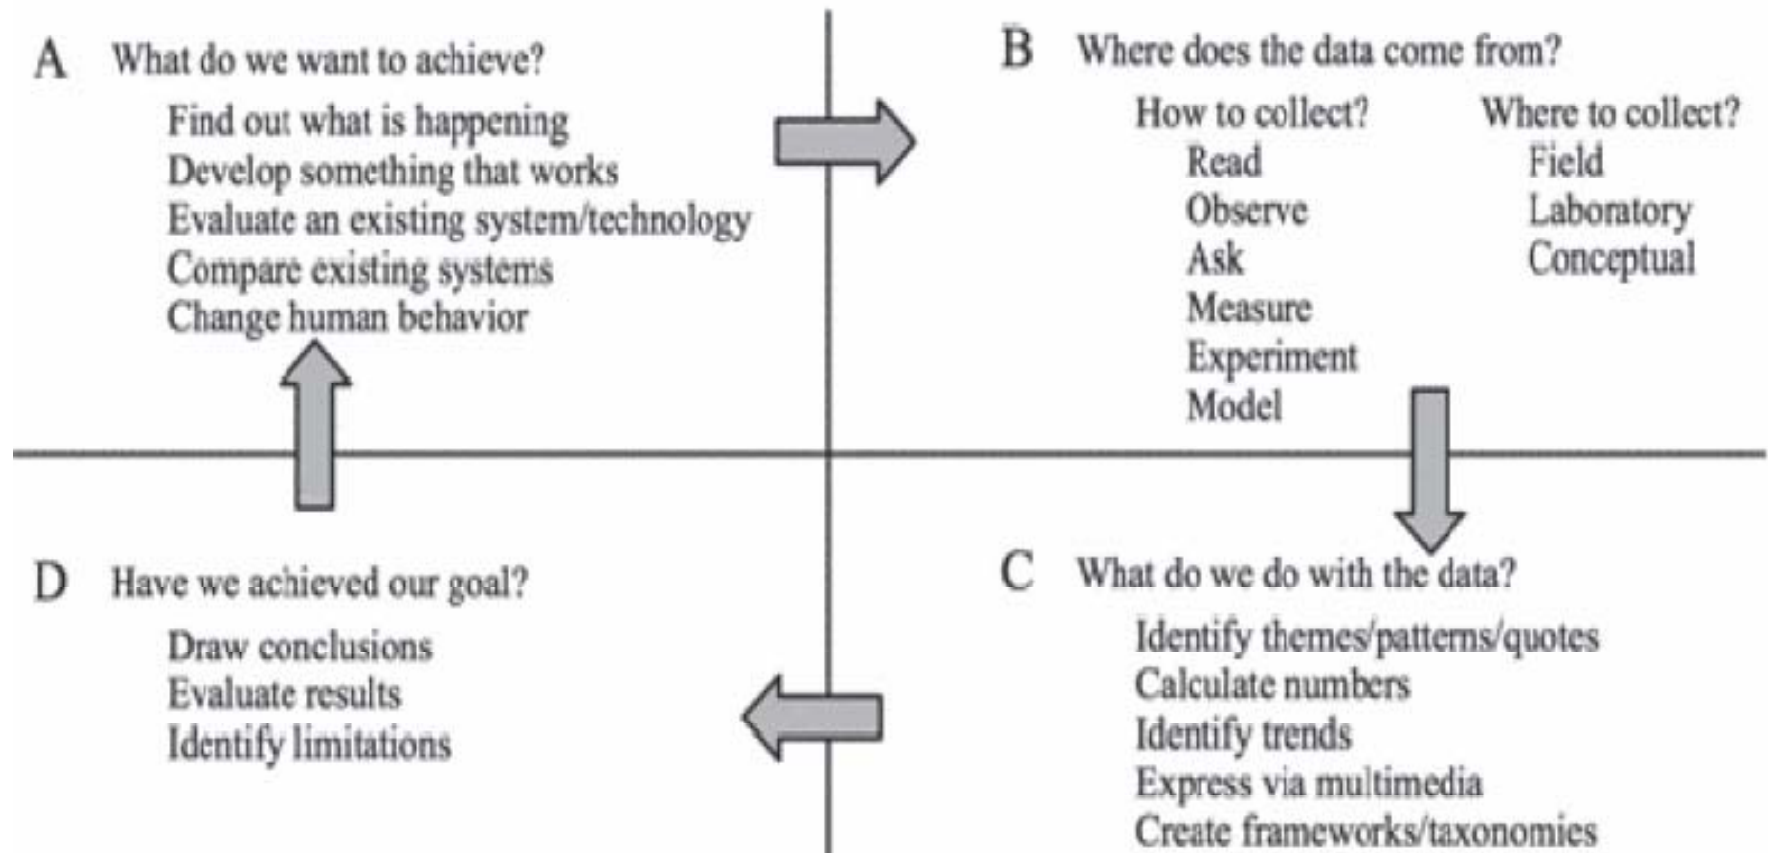 A What do we want to achieve?
Find out what is happening
Develop something that works
Evaluate an existing system/technology
Compare existing systems
Change human behavior
B Where does the data come from?
How to collect? Where to collect?
Read Field
Observe Laboratory
Ask Conceptual
Measure
Experiment
Model
C What do we do with the data?
Identify themes/patterns/quotes
Calculate numbers
Identify trends
Express via multimedia
Create frameworks/taxonomies
D Have we achieved our goal?
Draw conclusions
Evaluate results
Identify limitations